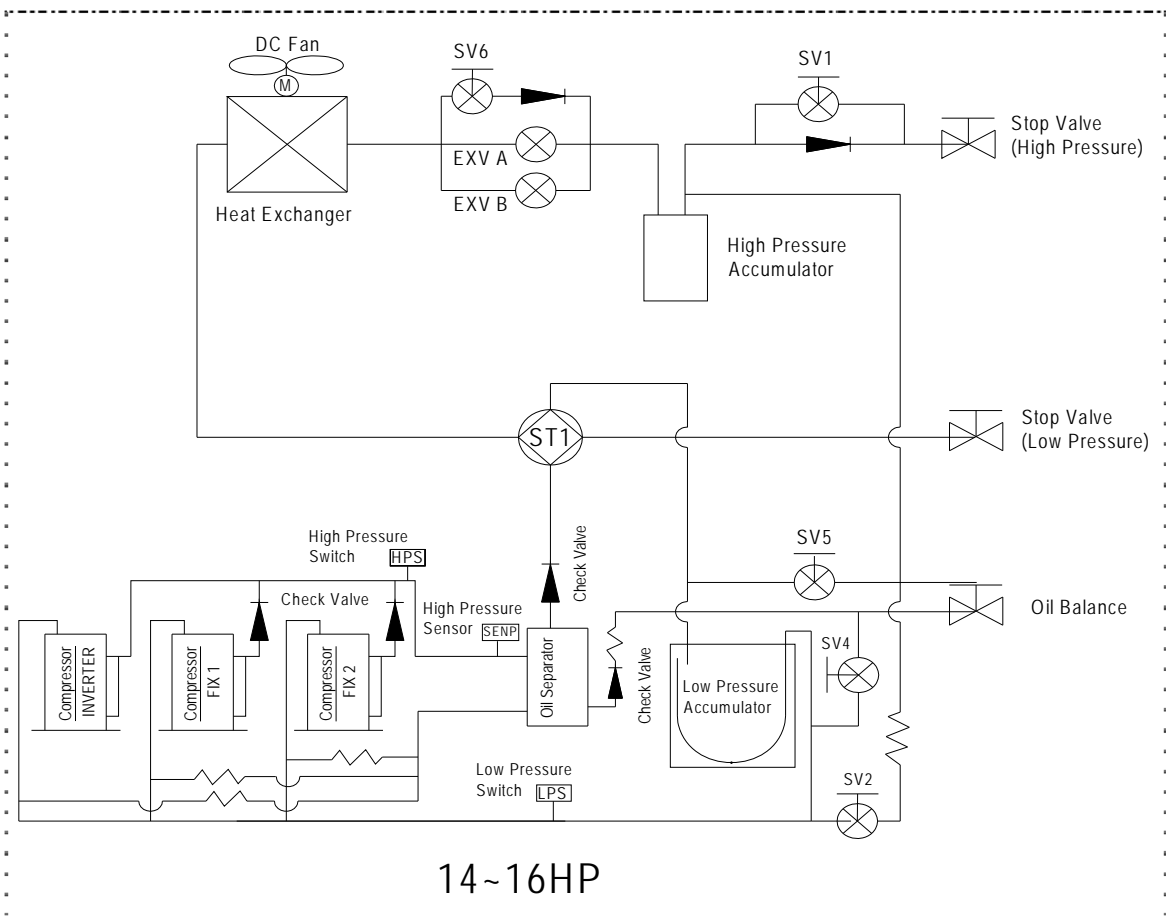 DC Fan
M
Heat Exchanger
SV6
EXV A
EXV B
SV1
Stop Valve
(High Pressure)
High Pressure
Accumulator
ST1
Stop Valve
(Low Pressure)
High Pressure
Switch
HPS
Check Valve
High Pressure
Sensor
SENP
Check Valve
SV5
Oil Balance
Compressor
INVERTER
Compressor
FIX 1
Compressor
FIX 2
Oil Separator
Check Valve
Low Pressure
Accumulator
SV4
Low Pressure
Switch
LPS
SV2
14~16HP